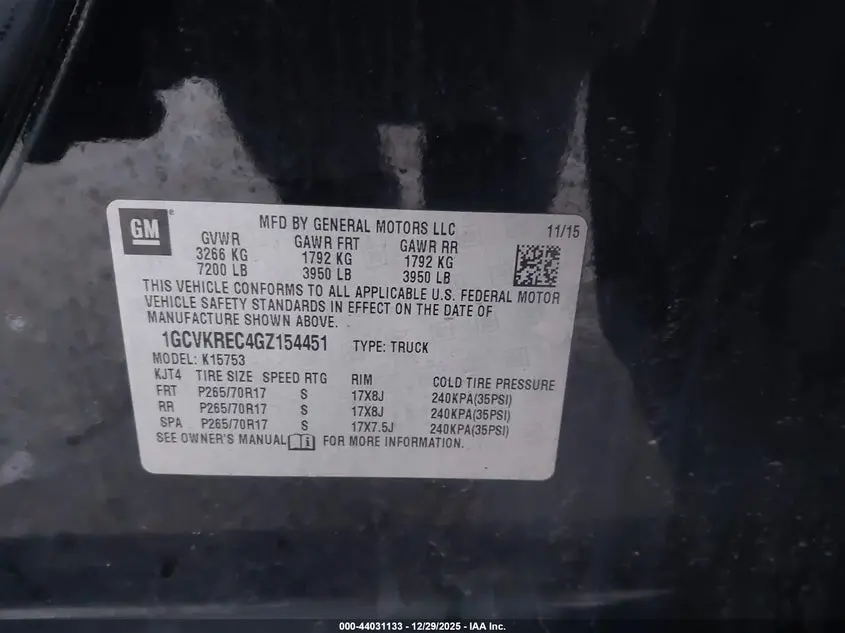 GM
®
MFD BY GENERAL MOTORS LLC
11/15
GVWR GAWR FRT GAWR RR
3266 KG 1792 KG 1792 KG
7200 LB 3950 LB 3950 LB
THIS VEHICLE CONFORMS TO ALL APPLICABLE U.S. FEDERAL MOTOR
VEHICLE SAFETY STANDARDS IN EFFECT ON THE DATE OF
MANUFACTURE SHOWN ABOVE.
1GCVKREC4GZ154451 TYPE: TRUCK
MODEL: K15753
KJT4 TIRE SIZE SPEED RTG RIM COLD TIRE PRESSURE
FRT P265/70R17 S 17X8J 240KPA(35PSI)
RR P265/70R17 S 17X8J 240KPA(35PSI)
SPA P265/70R17 S 17X7.5J 240KPA(35PSI)
SEE OWNER'S MANUAL FOR MORE INFORMATION.
000-44031133 - 12/29/2025 - IAA Inc.